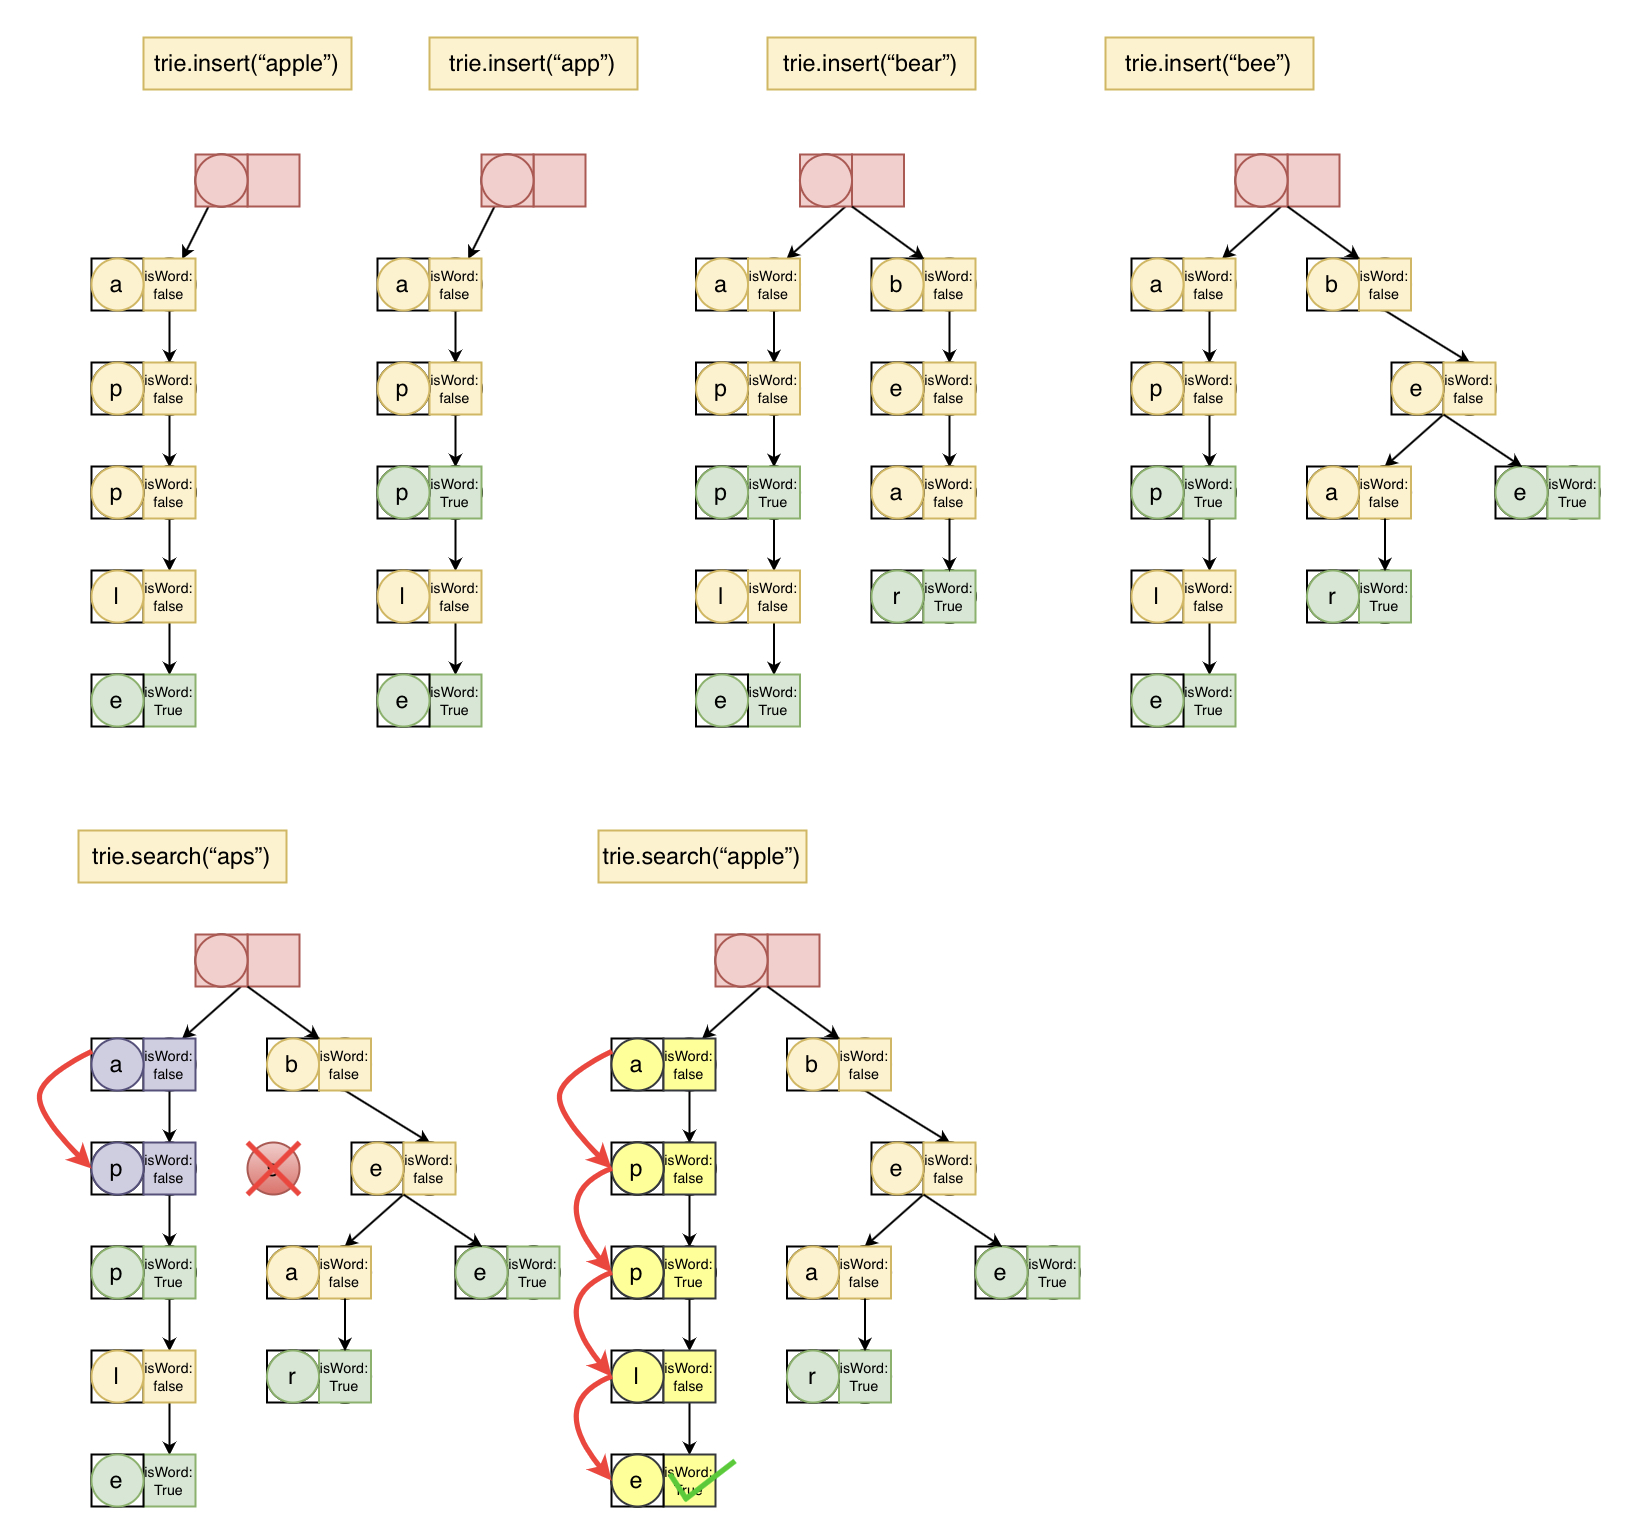 trie.insert(“apple”)
trie.insert(“app”)
trie.insert(“bear”)
trie.insert(“bee”)
a
isWord:
false
p
isWord:
false
p
isWord:
false
l
isWord:
false
e
isWord:
True
a
isWord:
false
p
isWord:
false
p
isWord:
True
l
isWord:
false
e
isWord:
True
a
isWord:
false
p
isWord:
false
p
isWord:
True
l
isWord:
false
e
isWord:
True
b
isWord:
false
e
isWord:
false
a
isWord:
false
r
isWord:
True
a
isWord:
false
p
isWord:
false
p
isWord:
True
l
isWord:
false
e
isWord:
True
b
isWord:
false
e
isWord:
false
a
isWord:
false
r
isWord:
True
e
isWord:
True
trie.search(“aps”)
trie.search(“apple”)
a
isWord:
false
p
isWord:
false
p
isWord:
True
l
isWord:
false
e
isWord:
True
b
isWord:
false
e
isWord:
false
a
isWord:
false
r
isWord:
True
e
isWord:
True
a
isWord:
false
p
isWord:
false
p
isWord:
True
l
isWord:
false
e
isWord:
True
b
isWord:
false
e
isWord:
false
a
isWord:
false
r
isWord:
True
e
isWord:
True